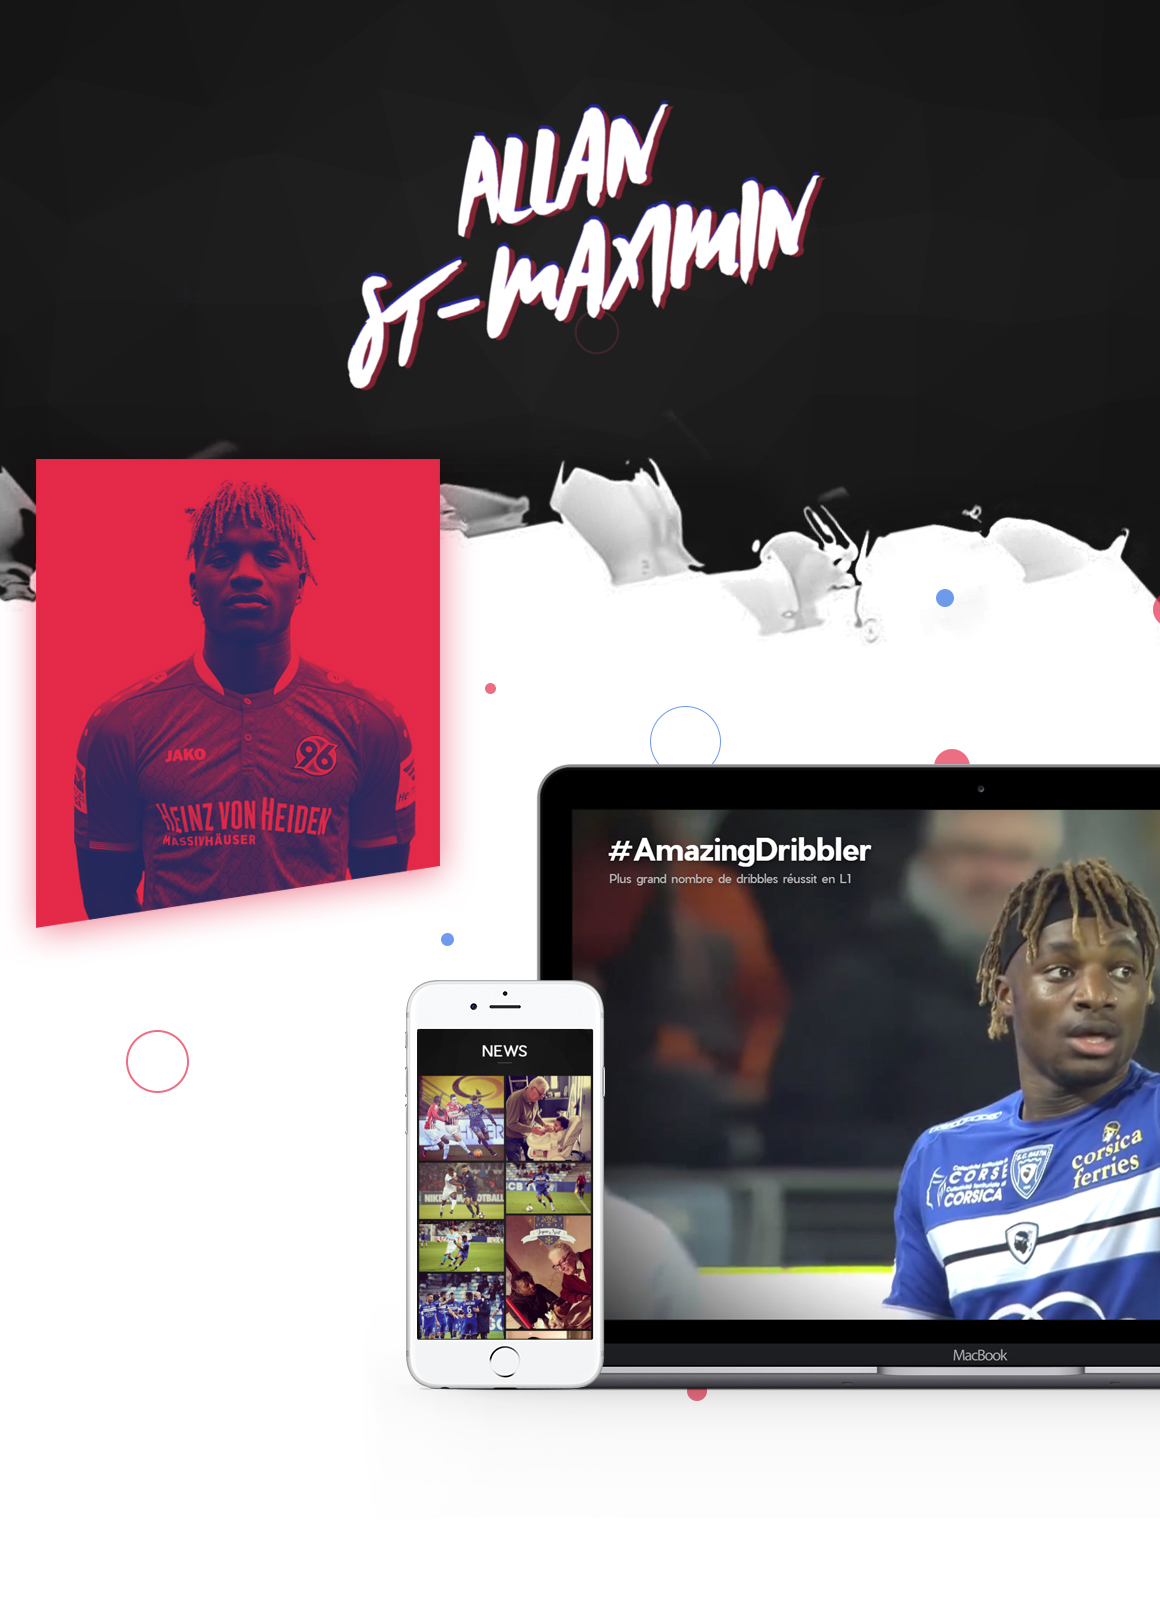 ALLAN
ST-MAXIMIN
JAKO
96
HEINZ VON HEIDEN
MASSIVHÄUSER
#AmazingDribbler
Plus grand nombre de dribbles réussit en L1
NEWS
CORSE
CORSICA
S.C. BASTIA
corsica
ferries
MacBook